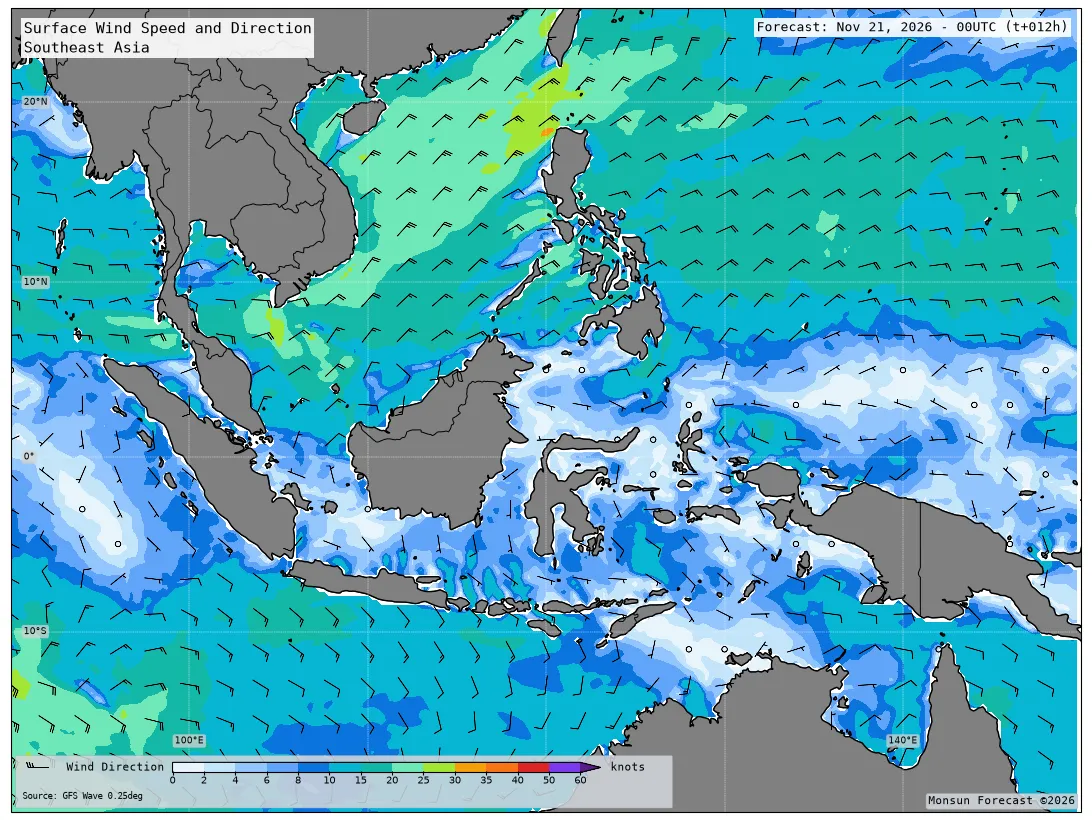 Surface Wind Speed and Direction
Southeast Asia
Forecast: Nov 21, 2026 - 00UTC (t+012h)
20°N
10°N
0°
10°S
100°E
140°E
Wind Direction
knots
0 2 4 6 8 10 15 20 25 30 35 40 50 60
Source: GFS Wave 0.25deg
Monsun Forecast ©2026